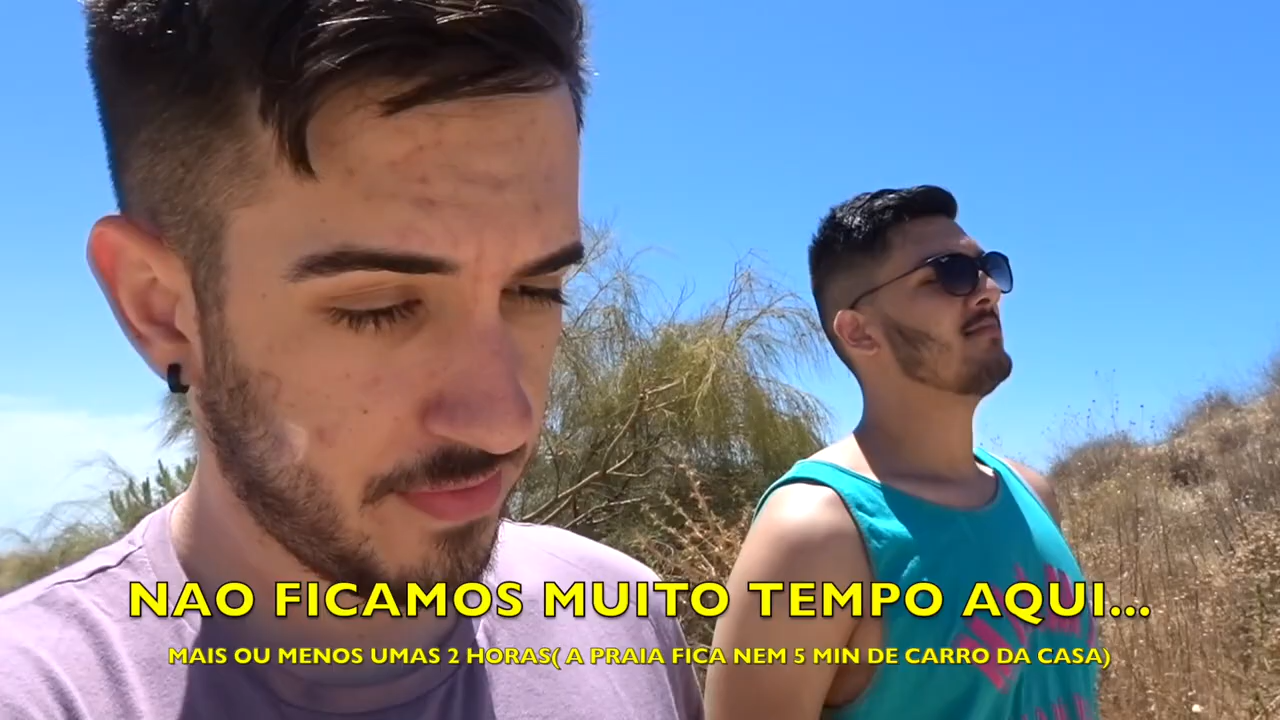 NAO FICAMOS MUITO TEMPO AQUI...
MAIS OU MENOS UMAS 2 HORAS( A PRAIA FICA NEM 5 MIN DE CARRO DA CASA)